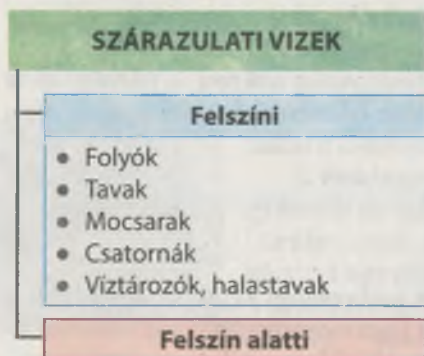 SZÁRAZULATI VIZEK
Felszíni
• Folyók
• Tavak
• Mocsarak
• Csatornák
• Víztározók, halastavak
Felszín alatti